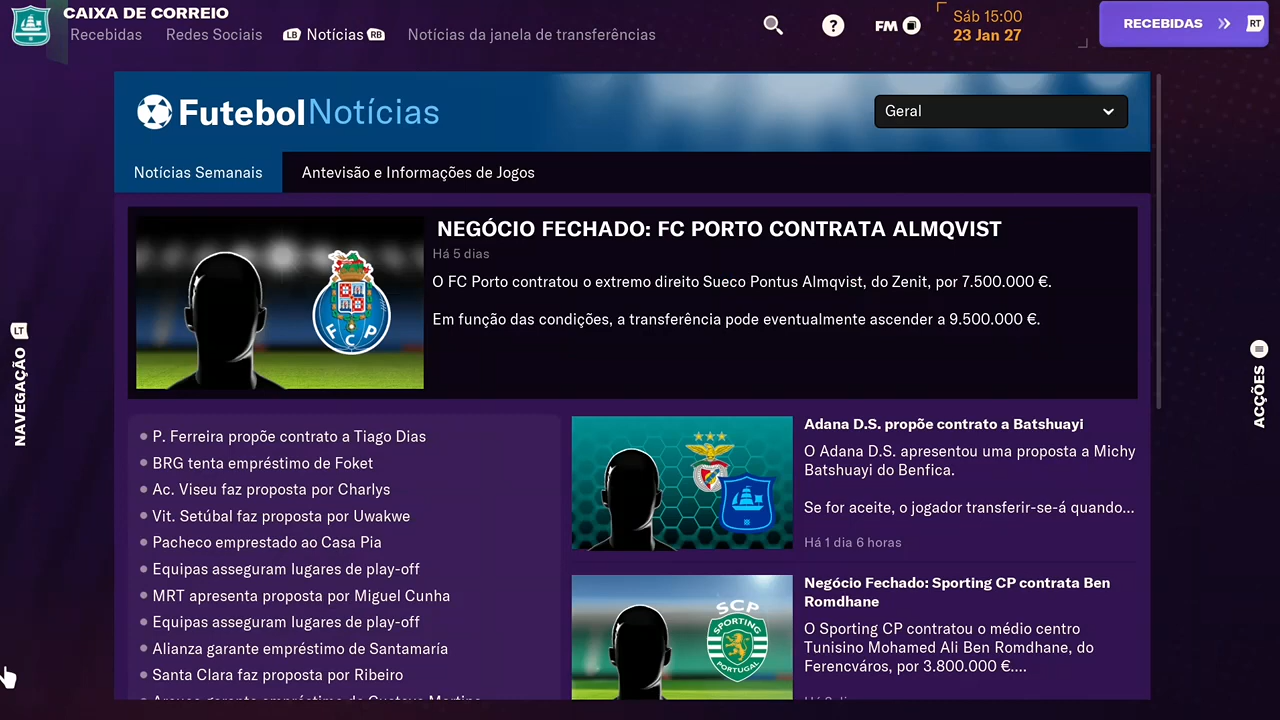 CAIXA DE CORREIO
Recebidas
Redes Sociais
LB Notícias RB
Notícias da janela de transferências
?
FM
Sáb 15:00
23 Jan 27
RECEBIDAS
RT
FutebolNotícias
Geral
Notícias Semanais
Antevisão e Informações de Jogos
NEGÓCIO FECHADO: FC PORTO CONTRATA ALMQVIST
Há 5 dias
O FC Porto contratou o extremo direito Sueco Pontus Almqvist, do Zenit, por 7.500.000 €.
Em função das condições, a transferência pode eventualmente ascender a 9.500.000 €.
FCP
P. Ferreira propõe contrato a Tiago Dias
BRG tenta empréstimo de Foket
Ac. Viseu faz proposta por Charlys
Vit. Setúbal faz proposta por Uwakwe
Pacheco emprestado ao Casa Pia
Equipas asseguram lugares de play-off
MRT apresenta proposta por Miguel Cunha
Equipas asseguram lugares de play-off
Alianza garante empréstimo de Santamaría
Santa Clara faz proposta por Ribeiro
Adana D.S. propõe contrato a Batshuayi
O Adana D.S. apresentou uma proposta a Michy
Batshuayi do Benfica.
Se for aceite, o jogador transferir-se-á quando...
Há 1 dia 6 horas
Negócio Fechado: Sporting CP contrata Ben
Romdhane
O Sporting CP contratou o médio centro
Tunisino Mohamed Ali Ben Romdhane, do
Ferencváros, por 3.800.000 €....
SCP
SPORTING
PORTUGAL
LT
NAVEGAÇÃO
ACÇÕES